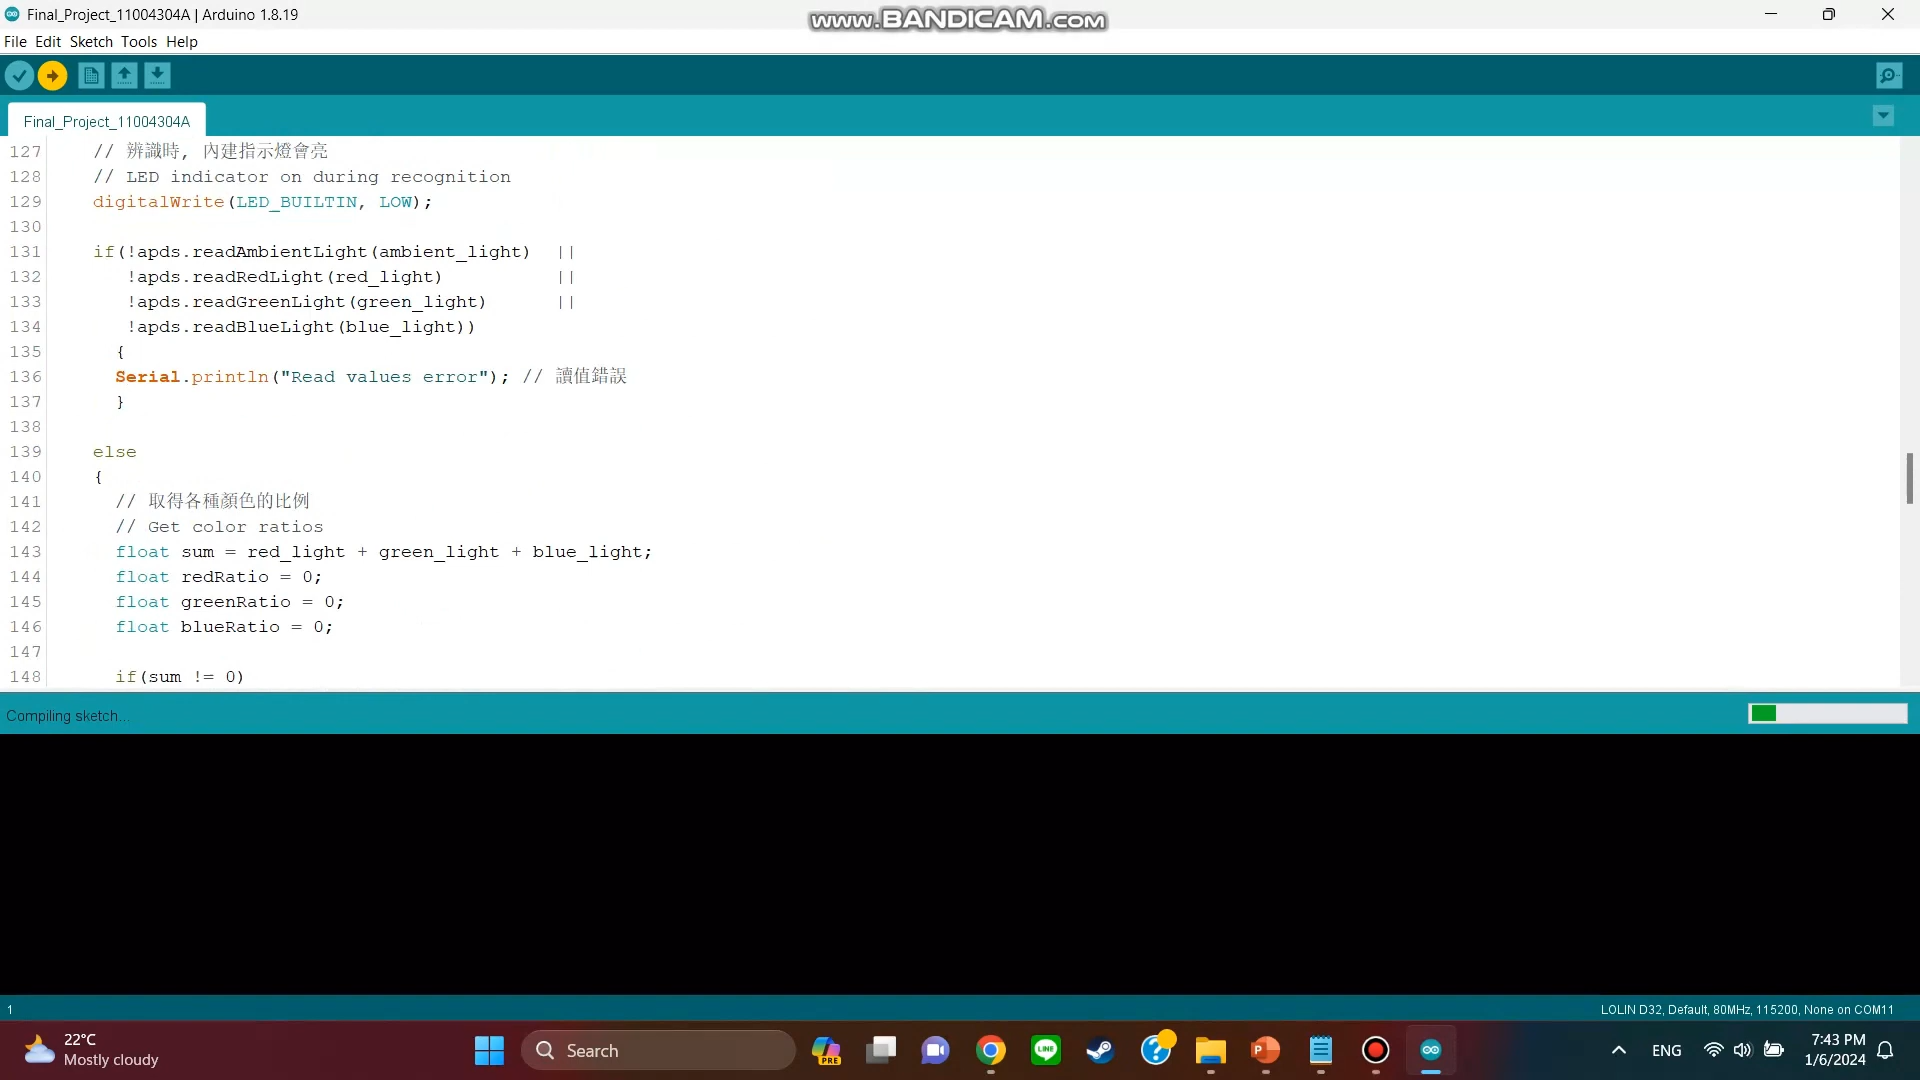 Final_Project_11004304A | Arduino 1.8.19
www.BANDICAM.com
File Edit Sketch Tools Help
Final_Project_11004304A
127 // 辨識時, 內建指示燈會亮
128 // LED indicator on during recognition
129 digitalWrite(LED_BUILTIN, LOW);
130
131 if(!apds.readAmbientLight(ambient_light) ||
132 !apds.readRedLight(red_light) ||
133 !apds.readGreenLight(green_light) ||
134 !apds.readBlueLight(blue_light))
135 {
136 Serial.println("Read values error"); // 讀值錯誤
137 }
138
139 else
140 {
141 // 取得各種顏色的比例
142 // Get color ratios
143 float sum = red_light + green_light + blue_light;
144 float redRatio = 0;
145 float greenRatio = 0;
146 float blueRatio = 0;
147
148 if(sum != 0)
Compiling sketch...
1
LOLIN D32, Default, 80MHz, 115200, None on COM11
22°C
Mostly cloudy
Search
PRE
LINE
ENG
7:43 PM
1/6/2024